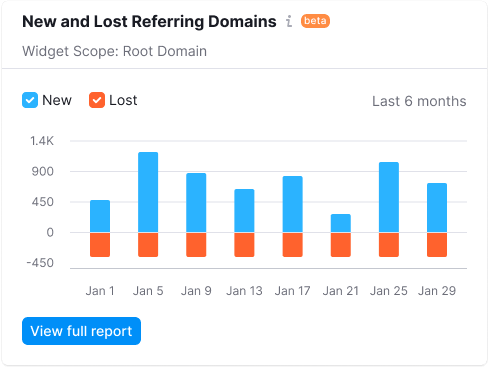 New and Lost Referring Domains i beta
Widget Scope: Root Domain
New Lost Last 6 months
1.4K
900
450
0
-450
Jan 1 Jan 5 Jan 9 Jan 13 Jan 17 Jan 21 Jan 25 Jan 29
View full report